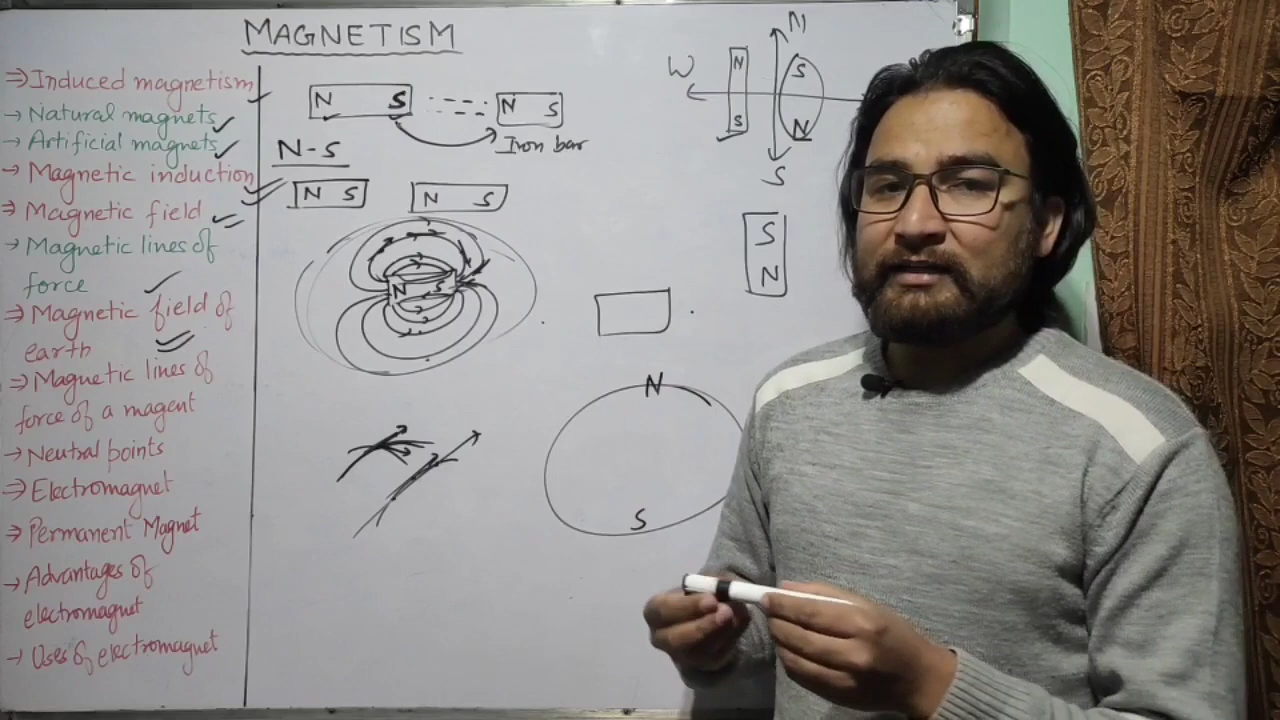 MAGNETISM
⇒ Induced magnetism
→ Natural magnets
→ Artificial magnets
→ Magnetic induction
⇒ Magnetic field
→ Magnetic lines of
force
⇒ Magnetic field of
earth
⇒ Magnetic lines of
force of a magent
→ Neutral points
⇒ Electromagnet
→ Permanent Magnet
→ Advantages of
electromagnet
→ Uses of electromagnet
N S N S
Iron bar
N-S
N S N S
N S
N
S
N
W
N S
S N
S
S
N